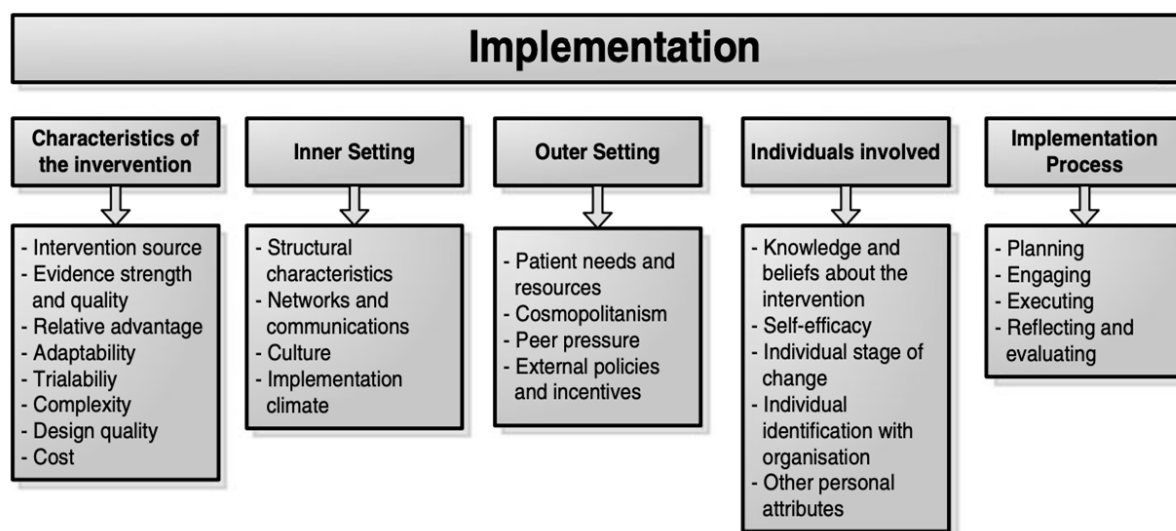 Implementation
Characteristics of
the invervention
- Intervention source
- Evidence strength
and quality
- Relative advantage
- Adaptability
- Trialabiliy
- Complexity
- Design quality
- Cost
Inner Setting
- Structural
characteristics
- Networks and
communications
- Culture
- Implementation
climate
Outer Setting
- Patient needs and
resources
- Cosmopolitanism
- Peer pressure
- External policies
and incentives
Individuals involved
- Knowledge and
beliefs about the
intervention
- Self-efficacy
- Individual stage of
change
- Individual
identification with
organisation
- Other personal
attributes
Implementation
Process
- Planning
- Engaging
- Executing
- Reflecting and
evaluating